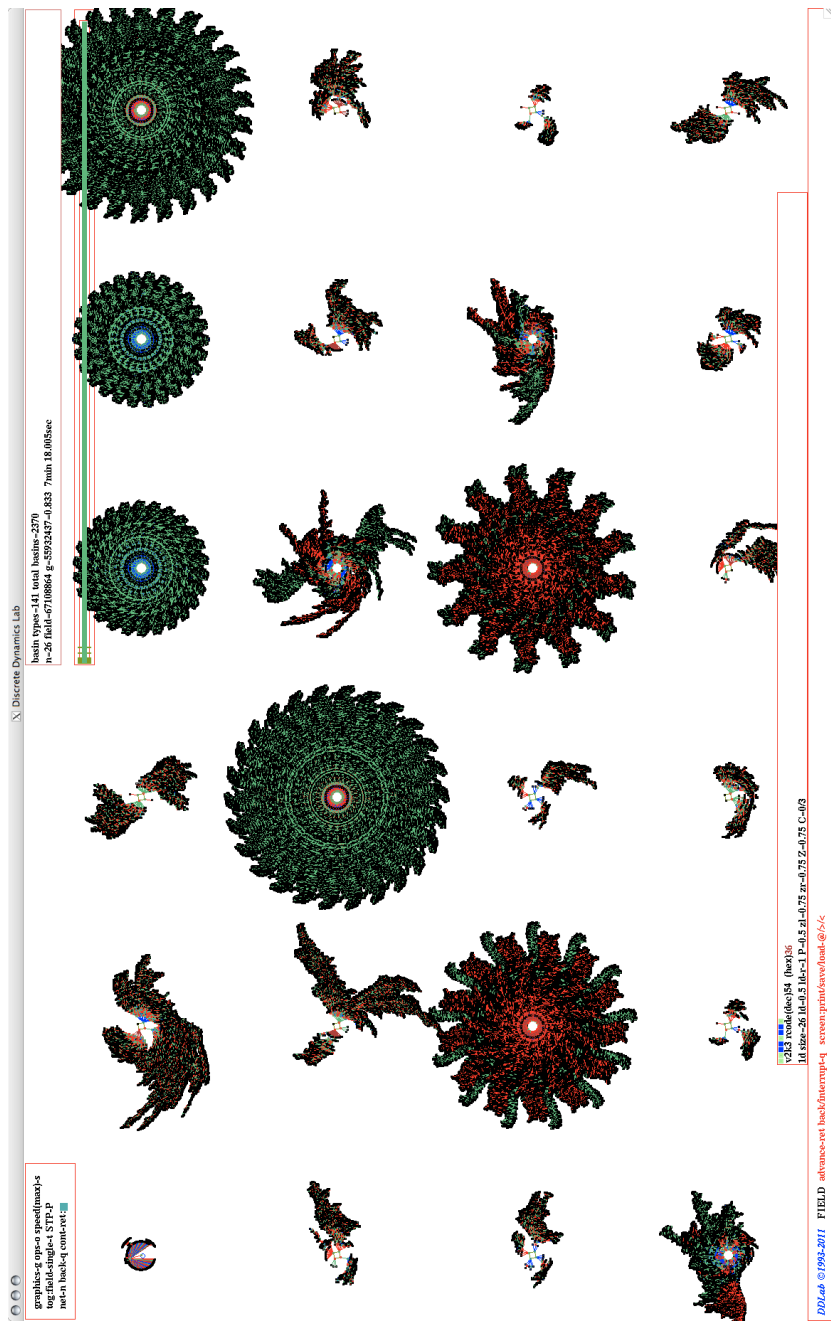 Discrete Dynamics Lab
graphics-g ops-o speed(max)-s
tog:field-single-t STP-P
net-n back-q cont-ret:
basin types=141 total basins=2370
n=26 field=67108864 g=55932437=0.833 7min 18.005sec
v2k3 rcode(dec)54 (hex)36
1d size=26 ld=0.5 ld-r=1 P=0.5 zl=0.75 zr=0.75 Z=0.75 C=0/3
DDLab ©1993-2011 FIELD advance-ret back/interrupt-q screen:print/save/load-@/>/<